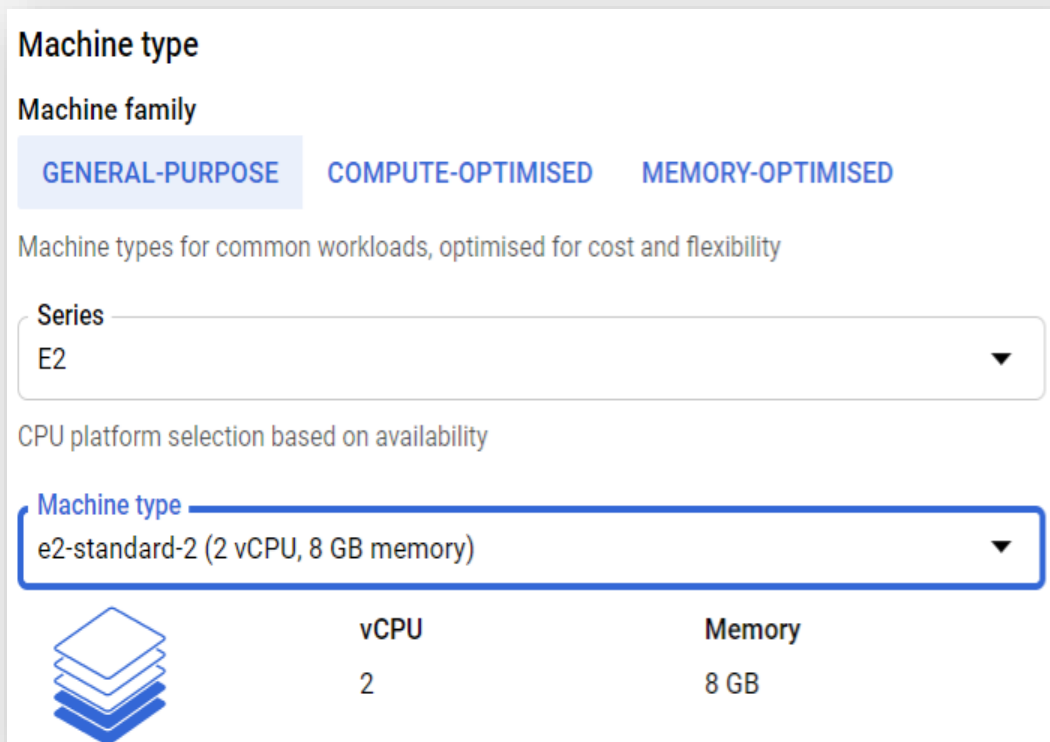 Machine type
Machine family
GENERAL-PURPOSE COMPUTE-OPTIMISED MEMORY-OPTIMISED
Machine types for common workloads, optimised for cost and flexibility
Series
E2
CPU platform selection based on availability
Machine type
e2-standard-2 (2 vCPU, 8 GB memory)
vCPU Memory
2 8 GB